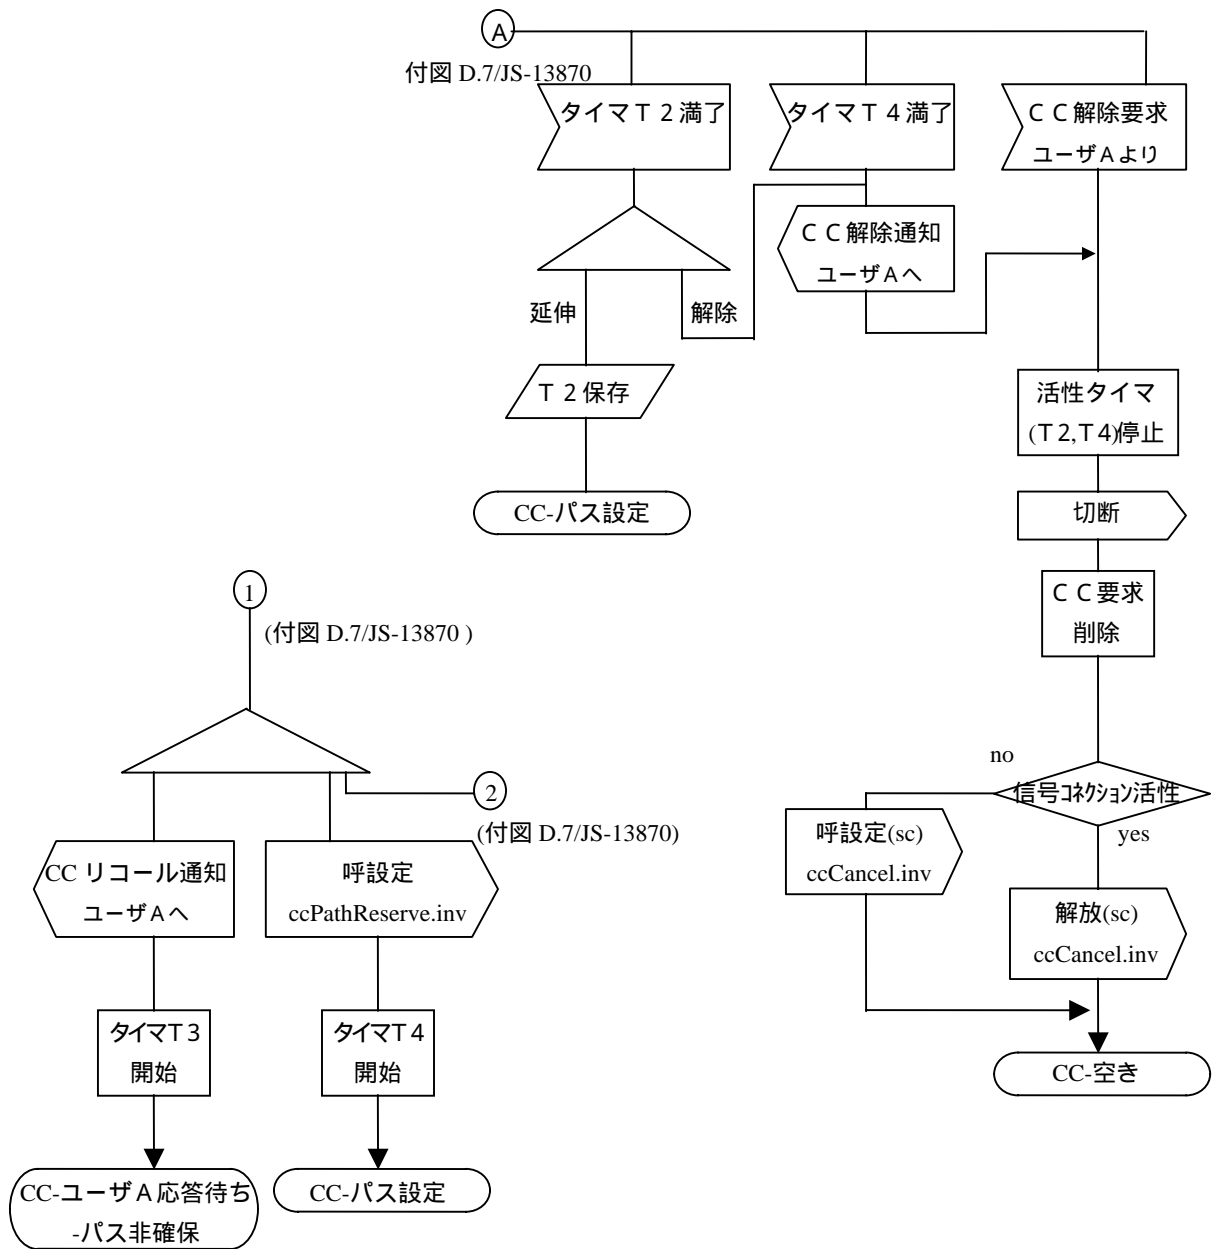 A
付図 D.7/JS-13870
タイマＴ２満了
タイマＴ４満了
ＣＣ解除要求
ユーザＡより
ＣＣ解除通知
ユーザＡへ
延伸
解除
Ｔ２保存
CC-パス設定
活性タイマ
(Ｔ2,Ｔ4)停止
切断
ＣＣ要求
削除
1
(付図 D.7/JS-13870 )
2
(付図 D.7/JS-13870)
CC リコール通知
ユーザＡへ
呼設定
ccPathReserve.inv
タイマＴ3
開始
タイマＴ4
開始
CC-ユーザＡ応答待ち
-パス非確保
CC-パス設定
no
信号ｺﾈｸｼｮﾝ活性
yes
呼設定(sc)
ccCancel.inv
解放(sc)
ccCancel.inv
CC-空き